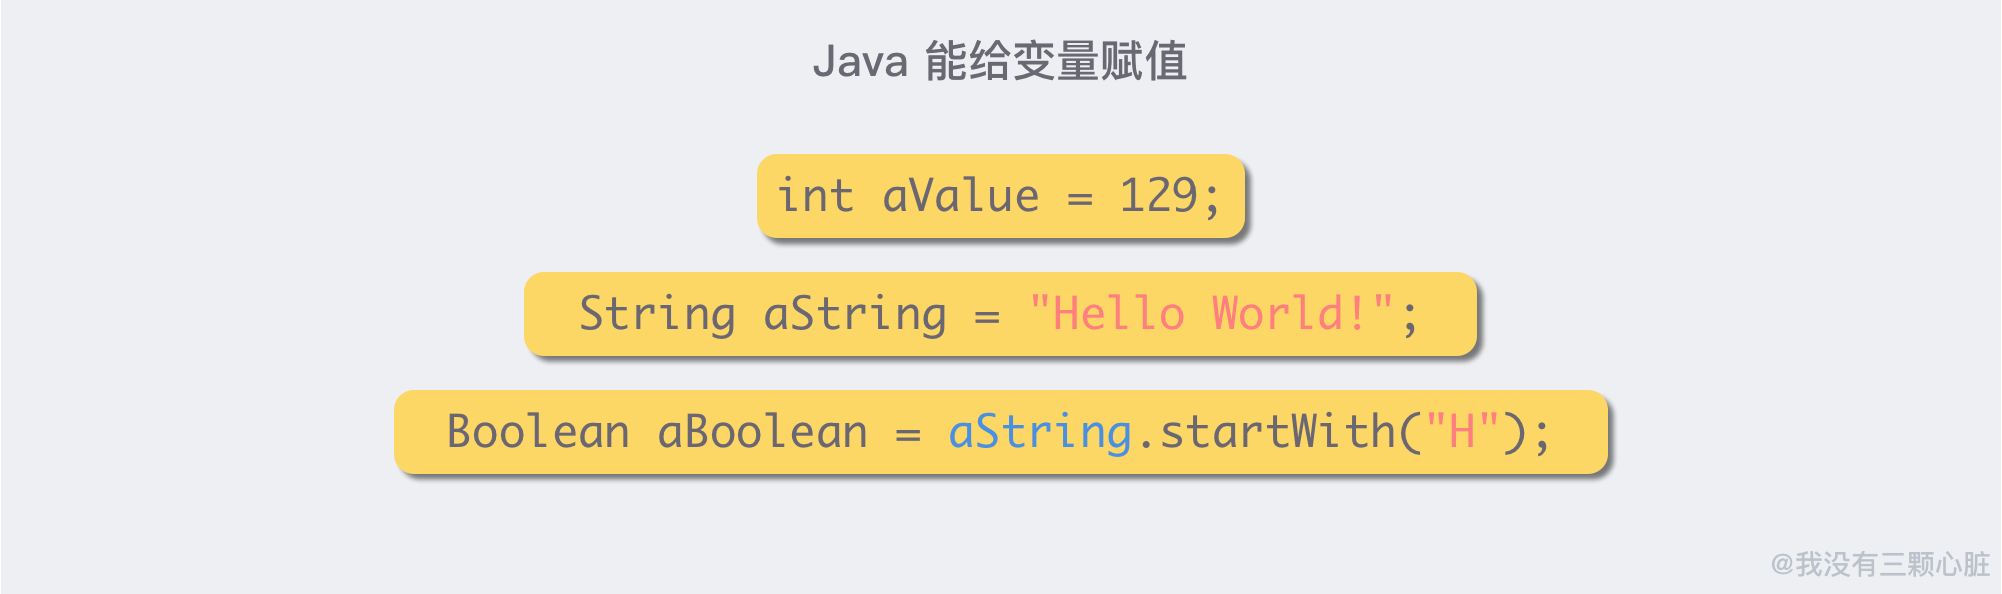 Java 能给变量赋值
int aValue = 129;
String aString = "Hello World!";
Boolean aBoolean = aString.startWith("H");
@我没有三颗心脏